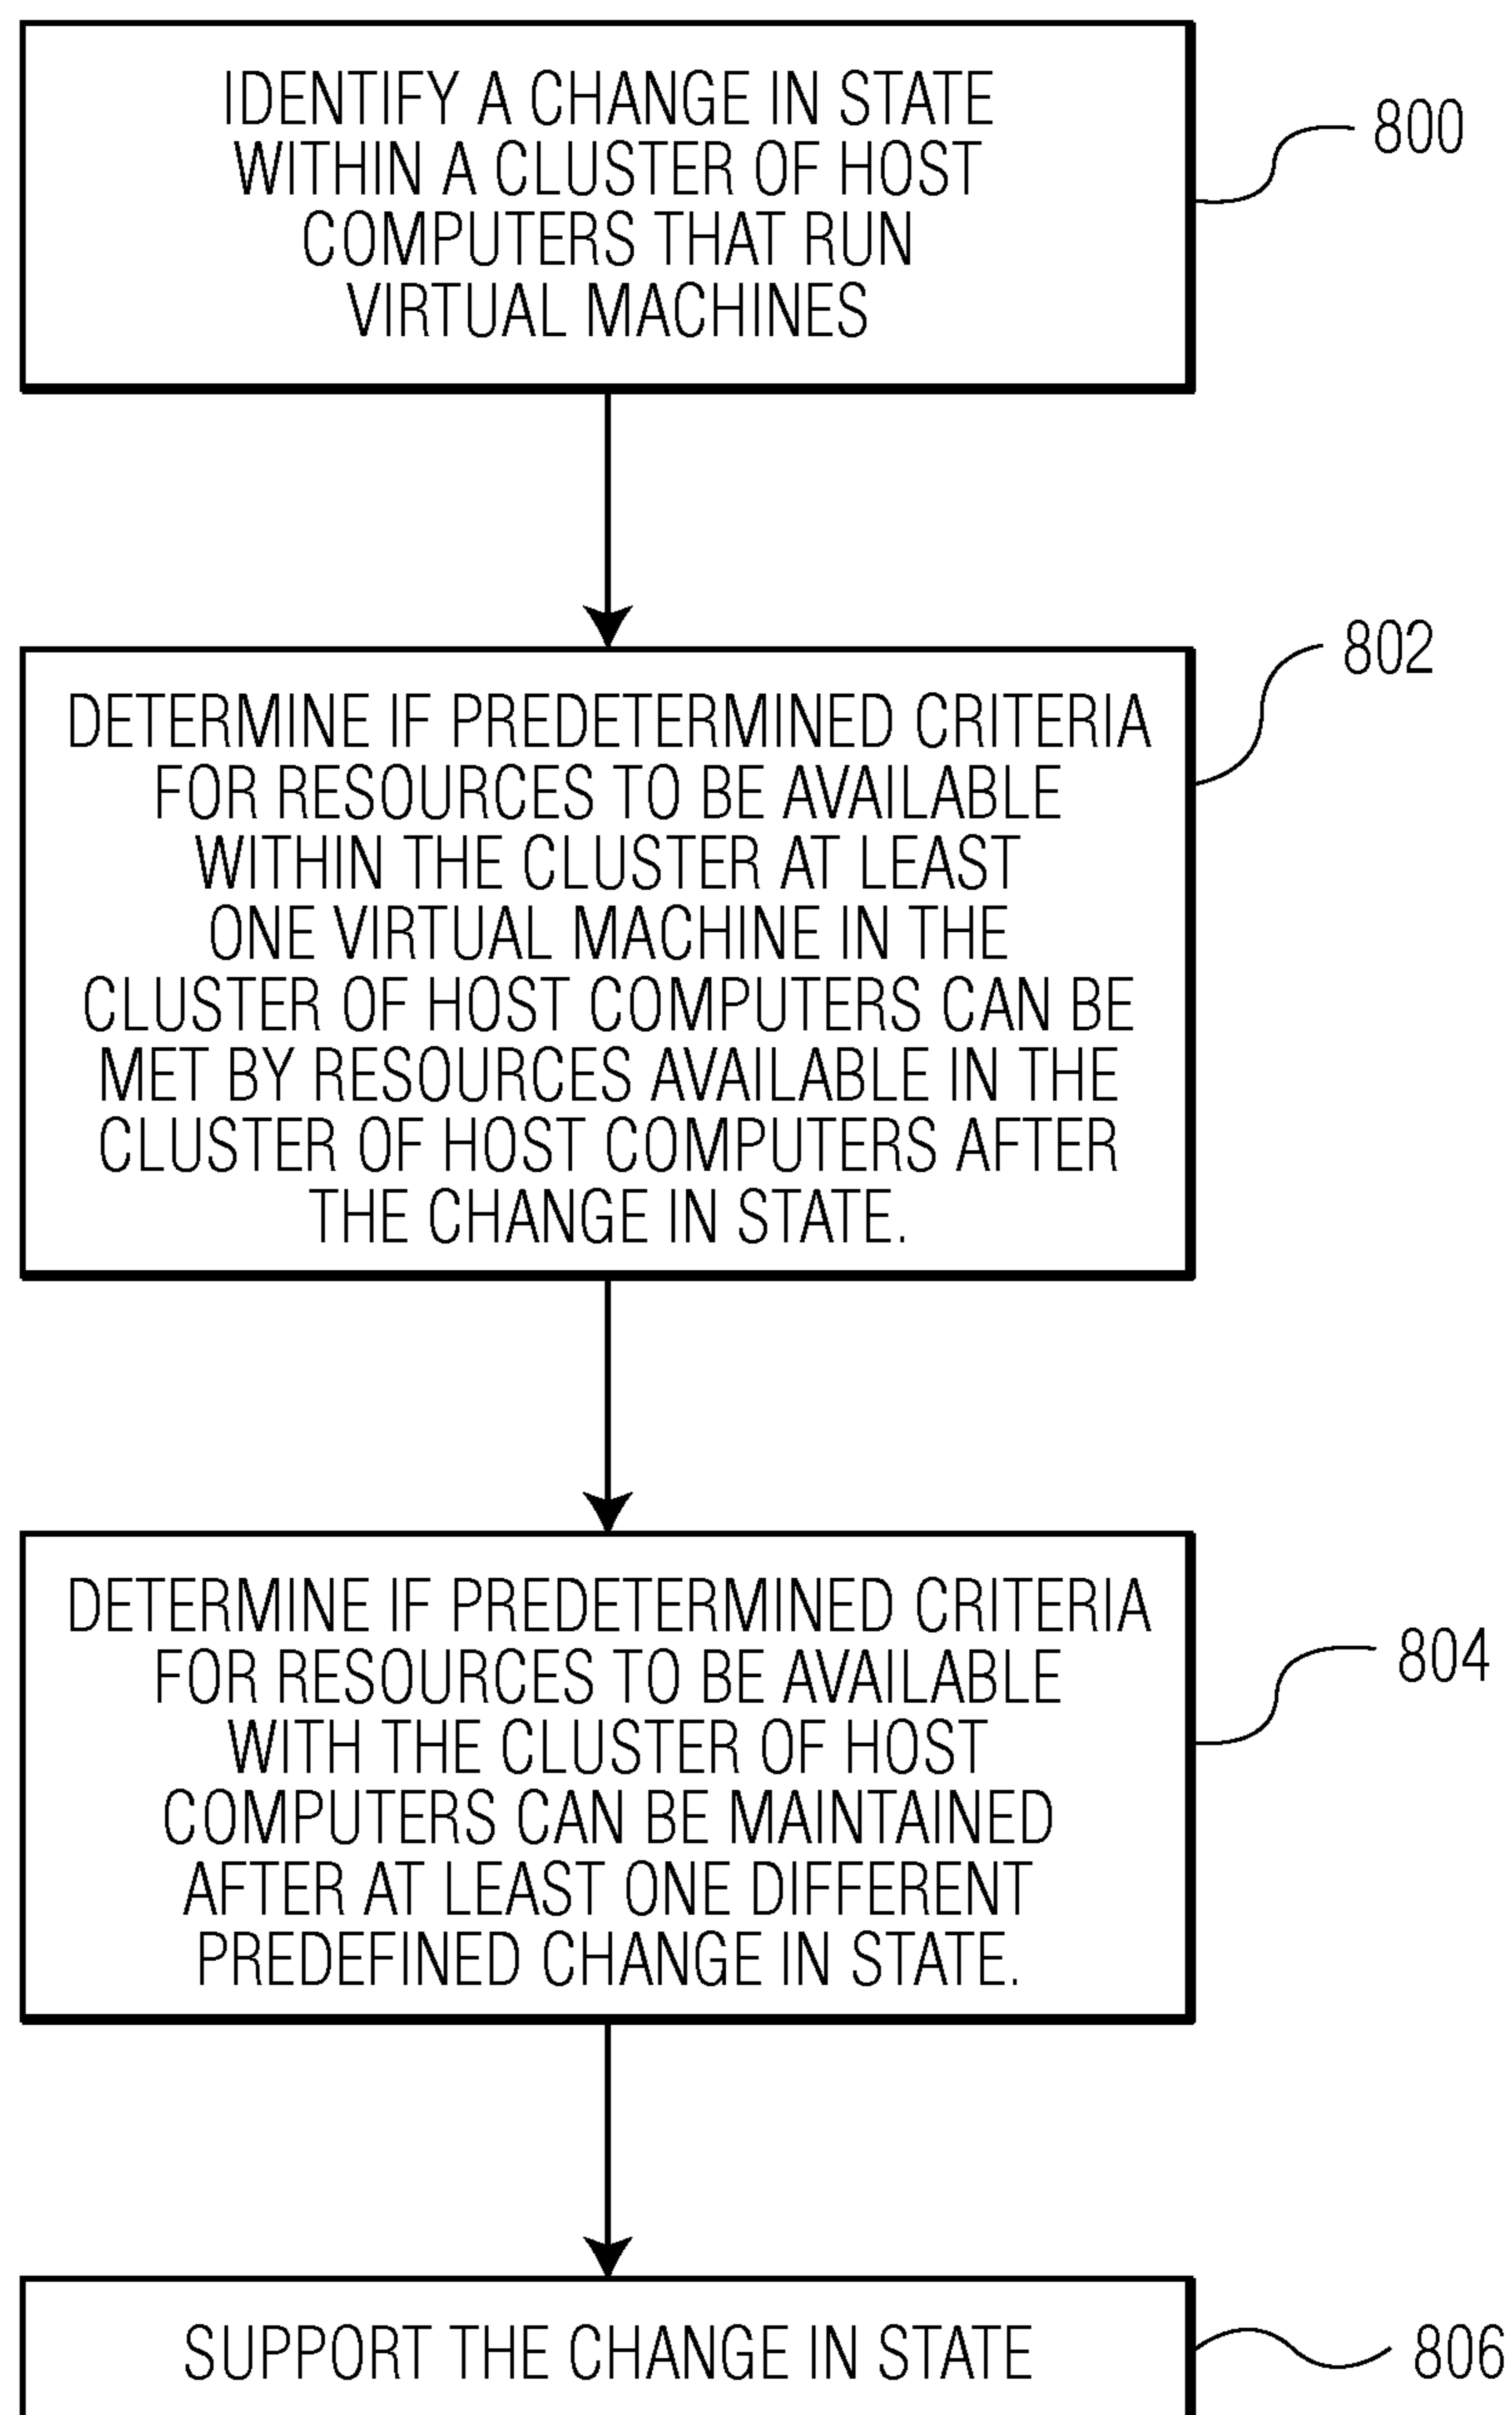 IDENTIFY A CHANGE IN STATE
WITHIN A CLUSTER OF HOST
COMPUTERS THAT RUN
VIRTUAL MACHINES
800
DETERMINE IF PREDETERMINED CRITERIA
FOR RESOURCES TO BE AVAILABLE
WITHIN THE CLUSTER AT LEAST
ONE VIRTUAL MACHINE IN THE
CLUSTER OF HOST COMPUTERS CAN BE
MET BY RESOURCES AVAILABLE IN THE
CLUSTER OF HOST COMPUTERS AFTER
THE CHANGE IN STATE.
802
DETERMINE IF PREDETERMINED CRITERIA
FOR RESOURCES TO BE AVAILABLE
WITH THE CLUSTER OF HOST
COMPUTERS CAN BE MAINTAINED
AFTER AT LEAST ONE DIFFERENT
PREDEFINED CHANGE IN STATE.
804
SUPPORT THE CHANGE IN STATE
806